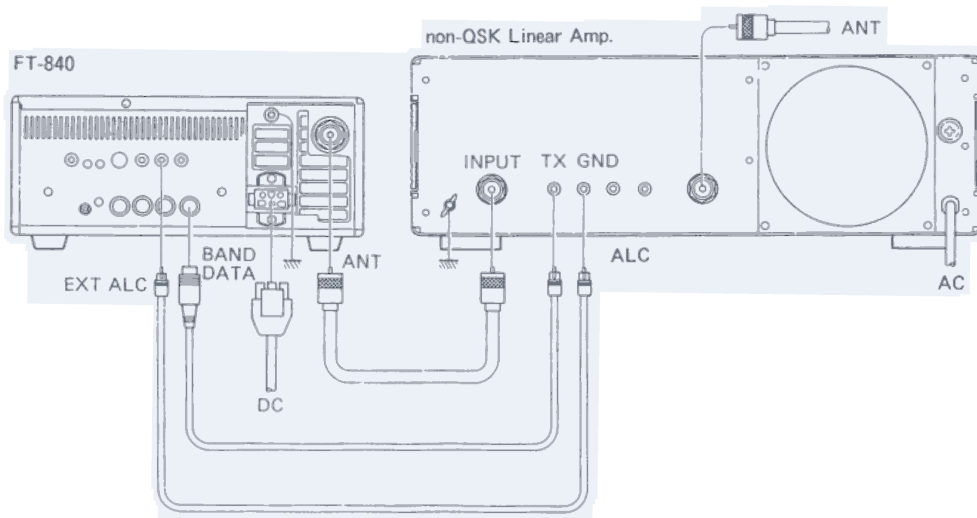 FT-840
non-QSK Linear Amp.
ANT
INPUT
TX GND
ALC
AC
EXT ALC
BAND
DATA
ANT
DC